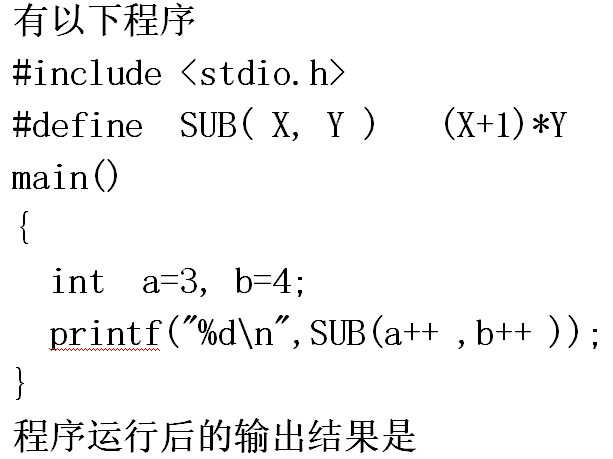 有以下程序
#include <stdio.h>
#define  SUB( X, Y )   (X+1)*Y
main()
{
  int  a=3, b=4;
  printf("%d\n",SUB(a++ ,b++ ));
}
程序运行后的输出结果是